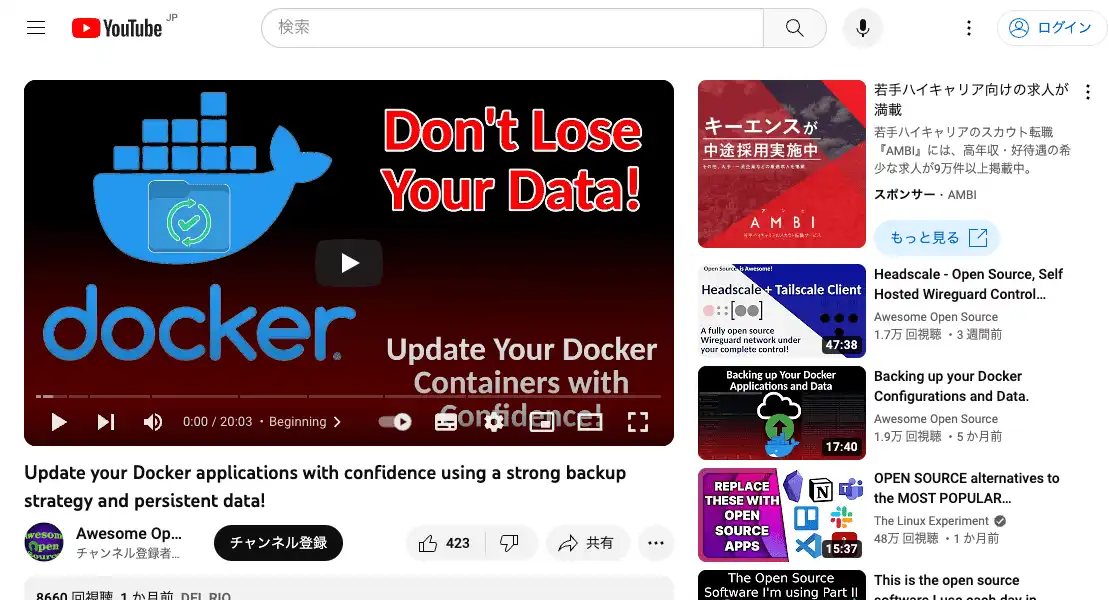 YouTube JP
検索
ログイン
Don't Lose
Your Data!
docker.
Update Your Docker
Containers with
Confidence!
0:00 / 20:03 ・ Beginning
Update your Docker applications with confidence using a strong backup
strategy and persistent data!
Awesome Open Source
Awesome Op...
チャンネル登録者...
チャンネル登録
423
共有
8660 回視聴 1 か月前 DEL RIO
キーエンスが
中途採用実施中
AMBI
若手ハイキャリア向けの求人が
満載
若手ハイキャリアのスカウト転職
『AMBI』には、高年収・好待遇の希
少な求人が9万件以上掲載中。
スポンサー・AMBI
もっと見る
Open Source is Awesome!
Headscale + Tailscale Client
A fully open source
Wireguard network under
your complete control!
47:38
Headscale - Open Source, Self
Hosted Wireguard Control...
Awesome Open Source
1.7万 回視聴・3 週間前
Backing up Your Docker
Applications and Data
17:40
Backing up your Docker
Configurations and Data.
Awesome Open Source
1.9万 回視聴・5 か月前
REPLACE
THESE WITH
OPEN
SOURCE
APPS
15:37
OPEN SOURCE alternatives to
the MOST POPULAR...
The Linux Experiment
48万 回視聴・1 か月前
The Open Source
Software I'm using Part II
This is the open source
software I use each day in